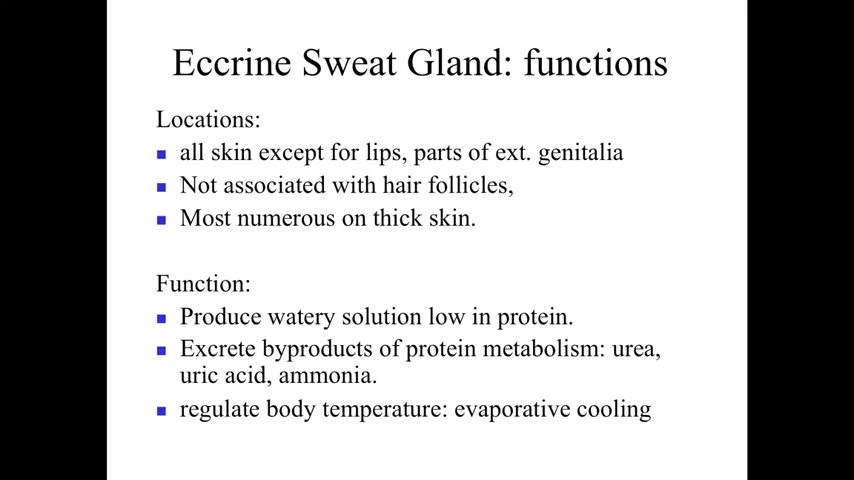 Eccrine Sweat Gland: functions
Locations:
all skin except for lips, parts of ext. genitalia
Not associated with hair follicles,
Most numerous on thick skin.
Function:
Produce watery solution low in protein.
Excrete byproducts of protein metabolism: urea,
uric acid, ammonia.
regulate body temperature: evaporative cooling